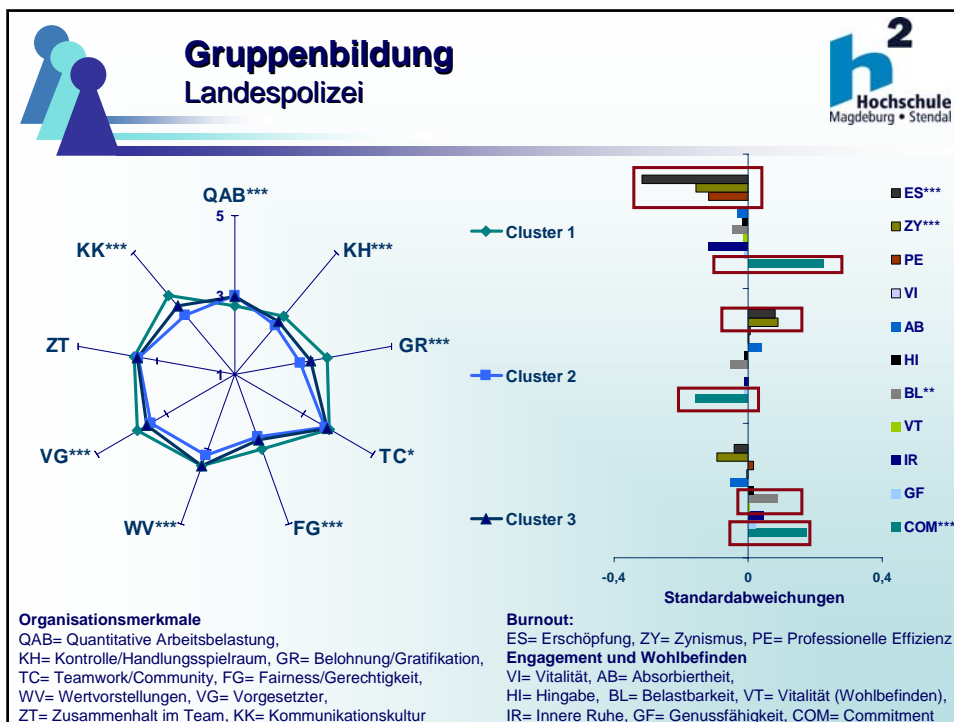 Gruppenbildung
Landespolizei
h2
Hochschule
Magdeburg • Stendal
QAB***
5
KK***
KH***
3
ZT
GR***
1
VG***
TC*
WV***
FG***
Cluster 1
Cluster 2
Cluster 3
ES***
ZY***
PE
VI
AB
HI
BL**
VT
IR
GF
COM***
-0,4
0
0,4
Standardabweichungen
Organisationsmerkmale
QAB= Quantitative Arbeitsbelastung,
KH= Kontrolle/Handlungsspielraum, GR= Belohnung/Gratifikation,
TC= Teamwork/Community, FG= Fairness/Gerechtigkeit,
WV= Wertvorstellungen, VG= Vorgesetzter,
ZT= Zusammenhalt im Team, KK= Kommunikationskultur
Burnout:
ES= Erschöpfung, ZY= Zynismus, PE= Professionelle Effizienz
Engagement und Wohlbefinden
VI= Vitalität, AB= Absorbiertheit,
HI= Hingabe, BL= Belastbarkeit, VT= Vitalität (Wohlbefinden),
IR= Innere Ruhe, GF= Genussfähigkeit, COM= Commitment